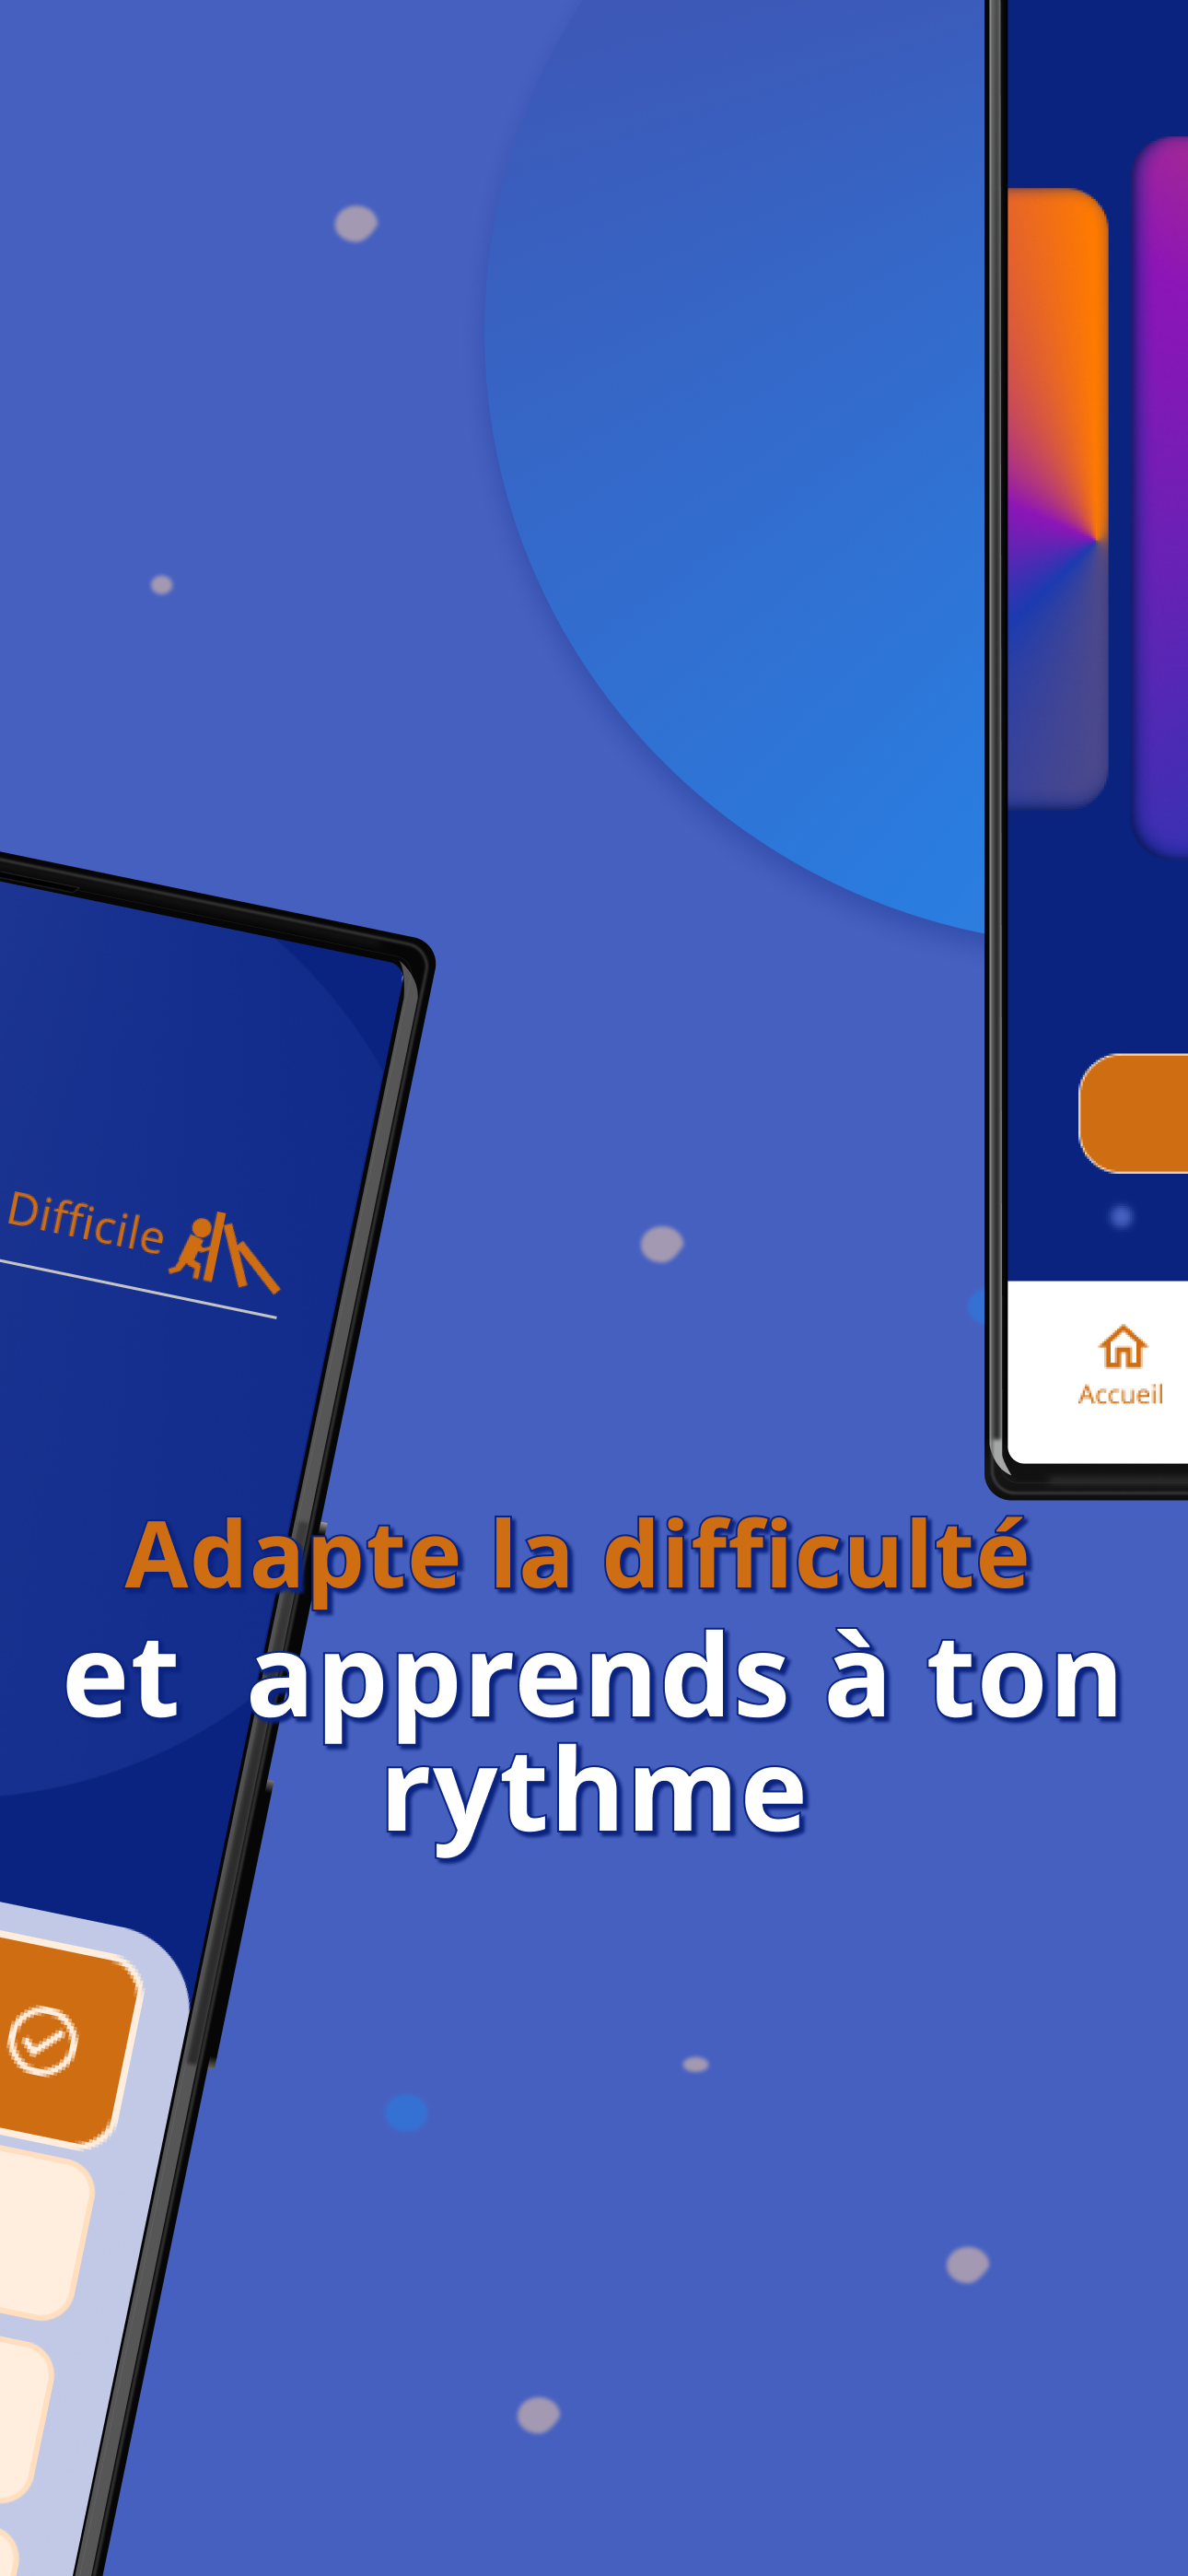 Difficile
Accueil
Adapte la difficulté
et apprends à ton
rythme